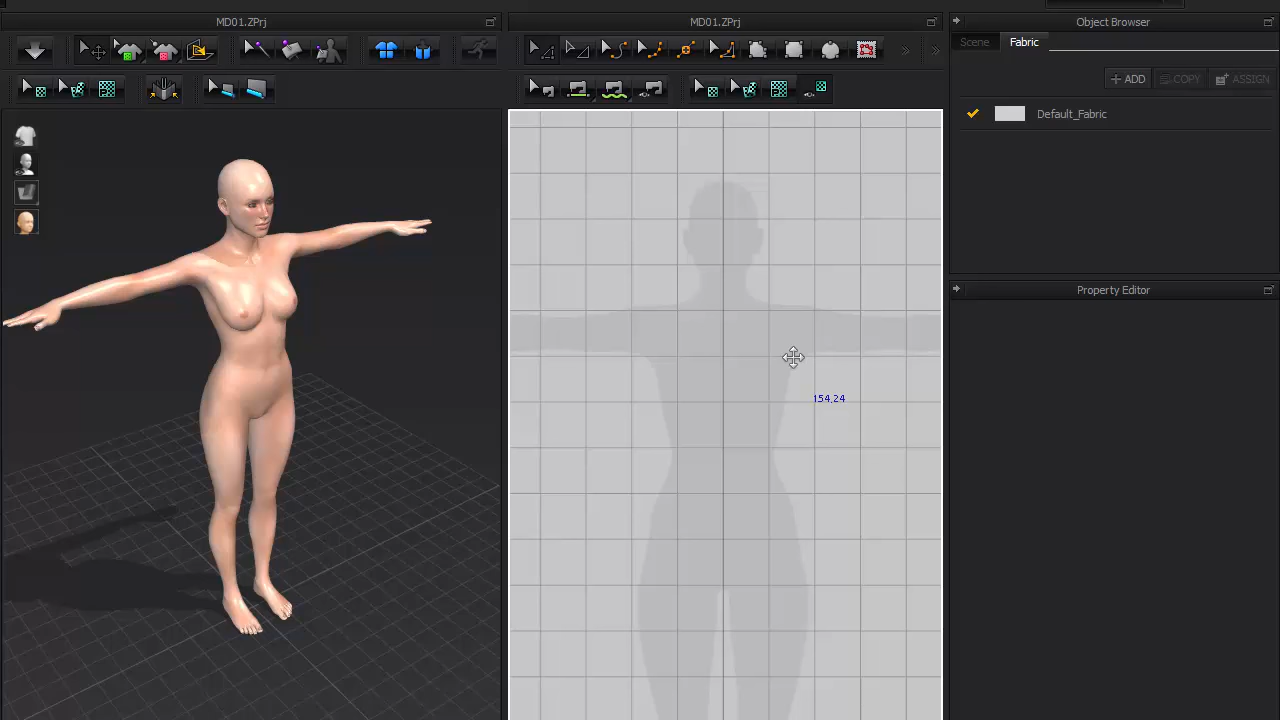 MD01.ZPrj
MD01.ZPrj
Object Browser
Scene
Fabric
+ ADD
COPY
ASSIGN
Default_Fabric
Property Editor
154,24